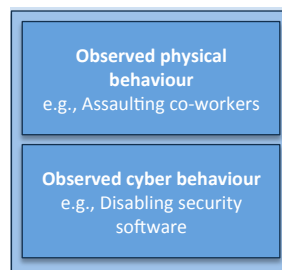 Observed physical
behaviour
e.g., Assaulting co-workers
Observed cyber behaviour
e.g., Disabling security
software